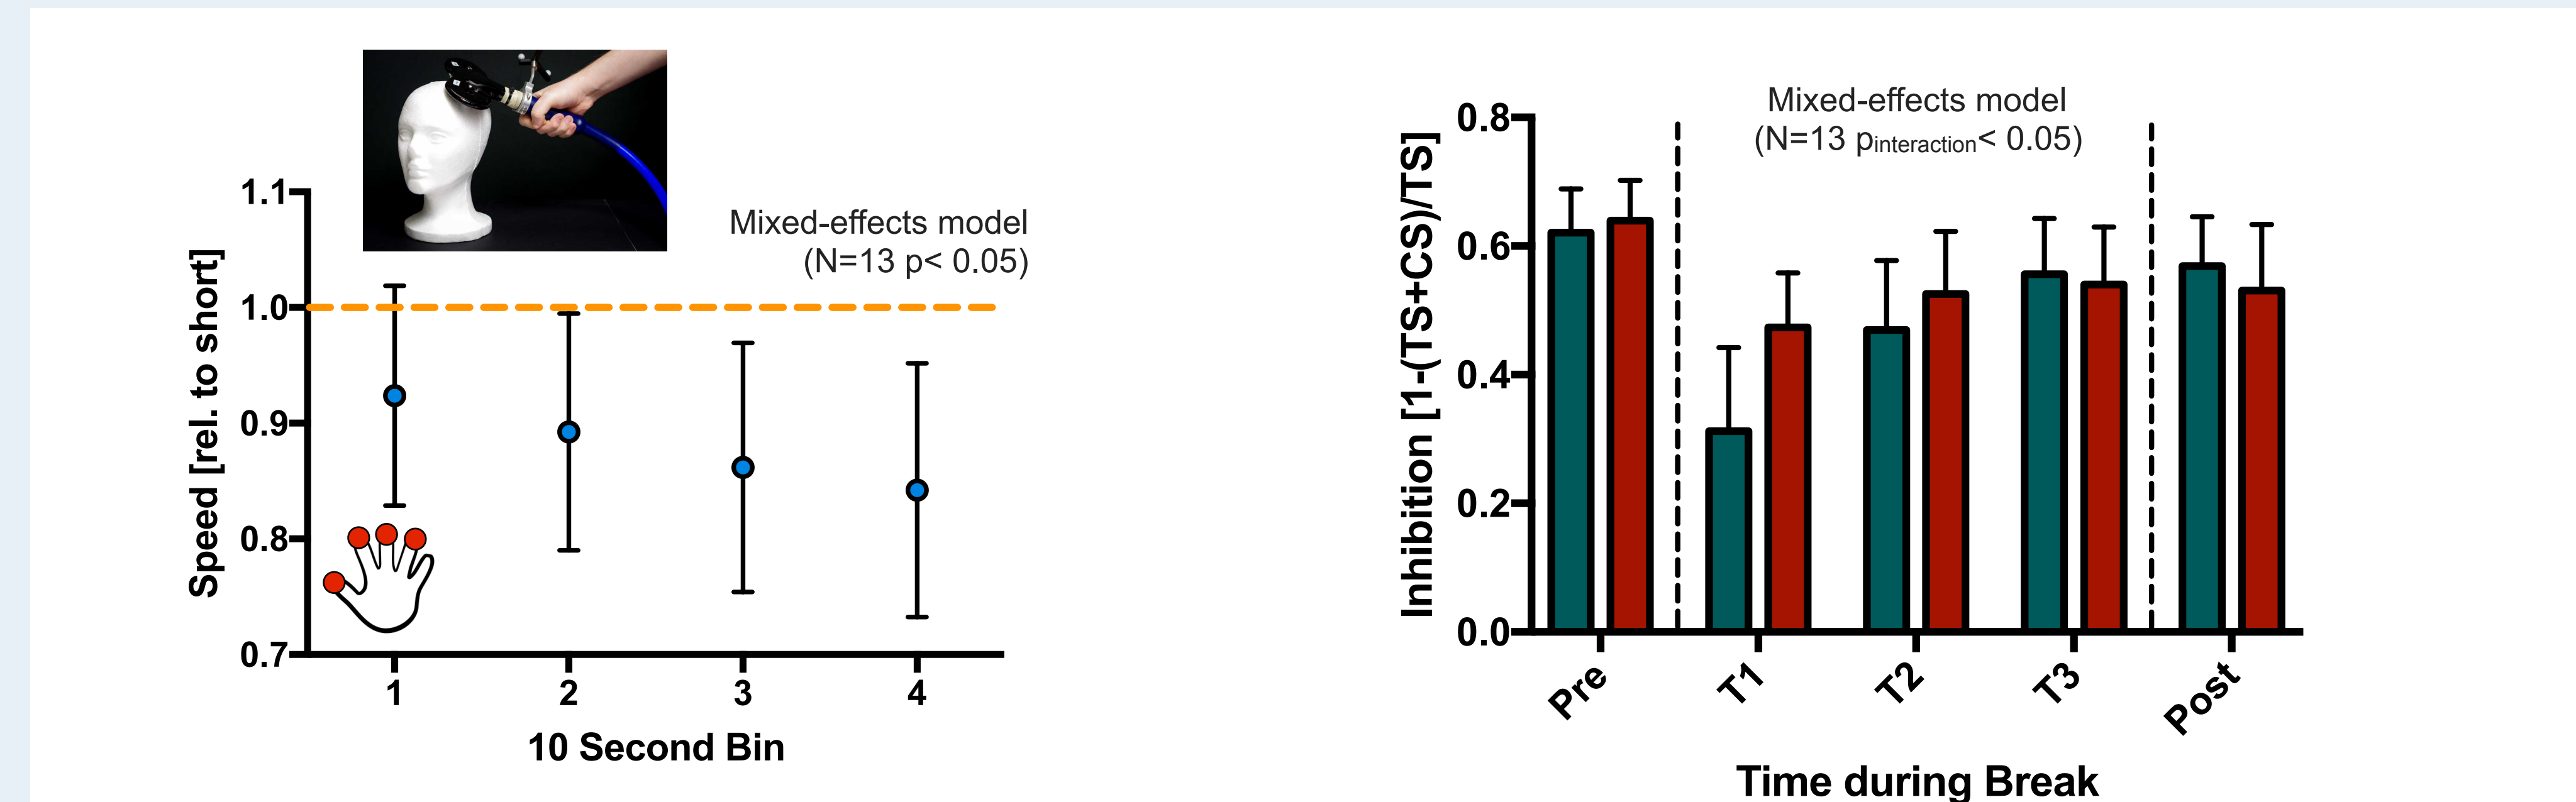 Mixed-effects model
(N=13 p< 0.05)
Speed [rel. to short]
1.1
1.0
0.9
0.8
0.7
1 2 3 4
10 Second Bin
Mixed-effects model
(N=13 pinteraction< 0.05)
Inhibition [1-(TS+CS)/TS]
0.8
0.6
0.4
0.2
0.0
Pre T1 T2 T3 Post
Time during Break